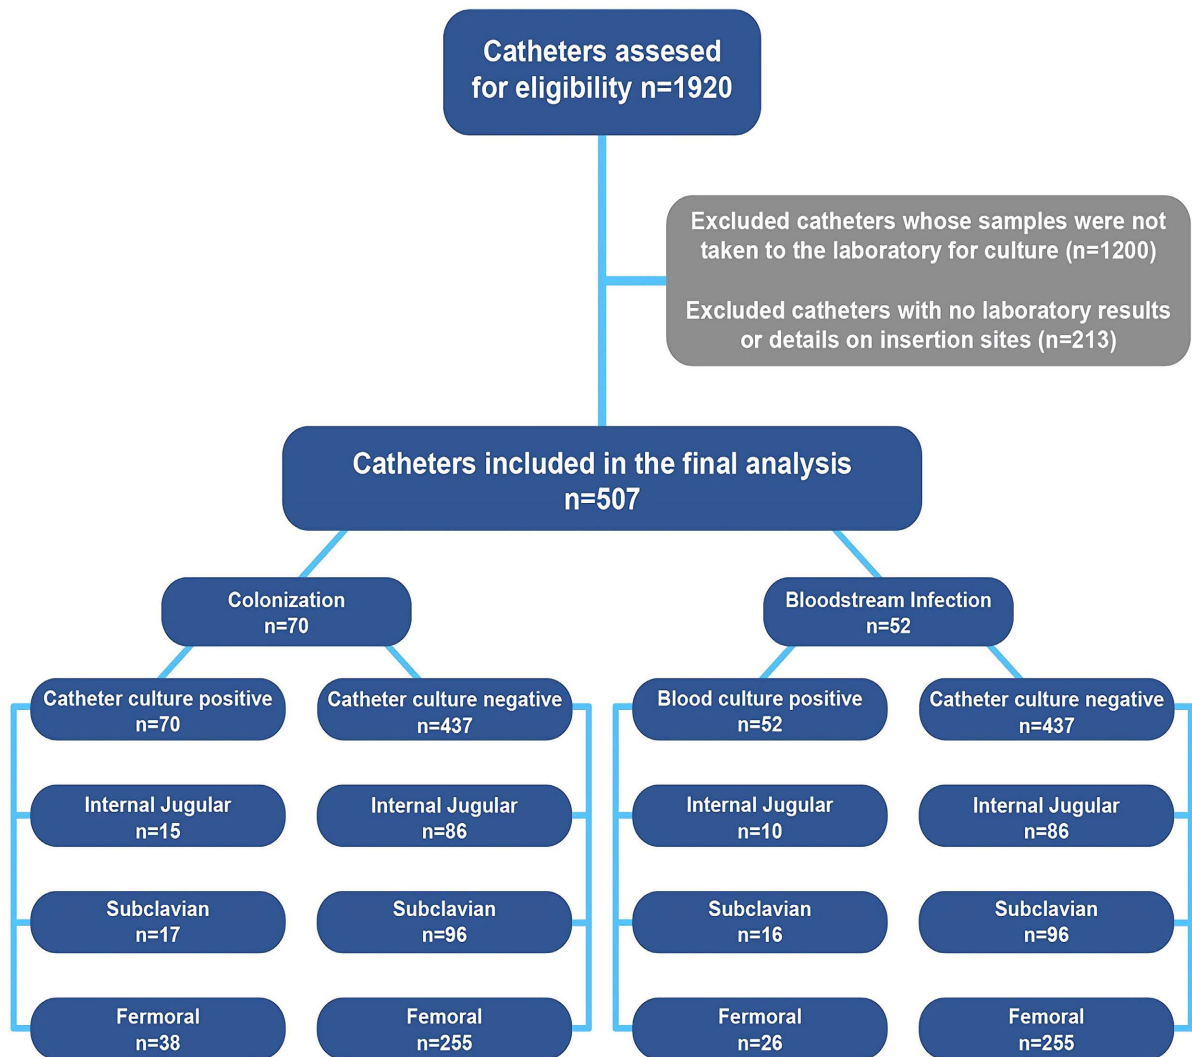 Catheters assesed
for eligibility n=1920
Excluded catheters whose samples were not
taken to the laboratory for culture (n=1200)
Excluded catheters with no laboratory results
or details on insertion sites (n=213)
Catheters included in the final analysis
n=507
Colonization
n=70
Bloodstream Infection
n=52
Catheter culture positive
n=70
Catheter culture negative
n=437
Blood culture positive
n=52
Catheter culture negative
n=437
Internal Jugular
n=15
Internal Jugular
n=86
Internal Jugular
n=10
Internal Jugular
n=86
Subclavian
n=17
Subclavian
n=96
Subclavian
n=16
Subclavian
n=96
Fermoral
n=38
Femoral
n=255
Fermoral
n=26
Femoral
n=255